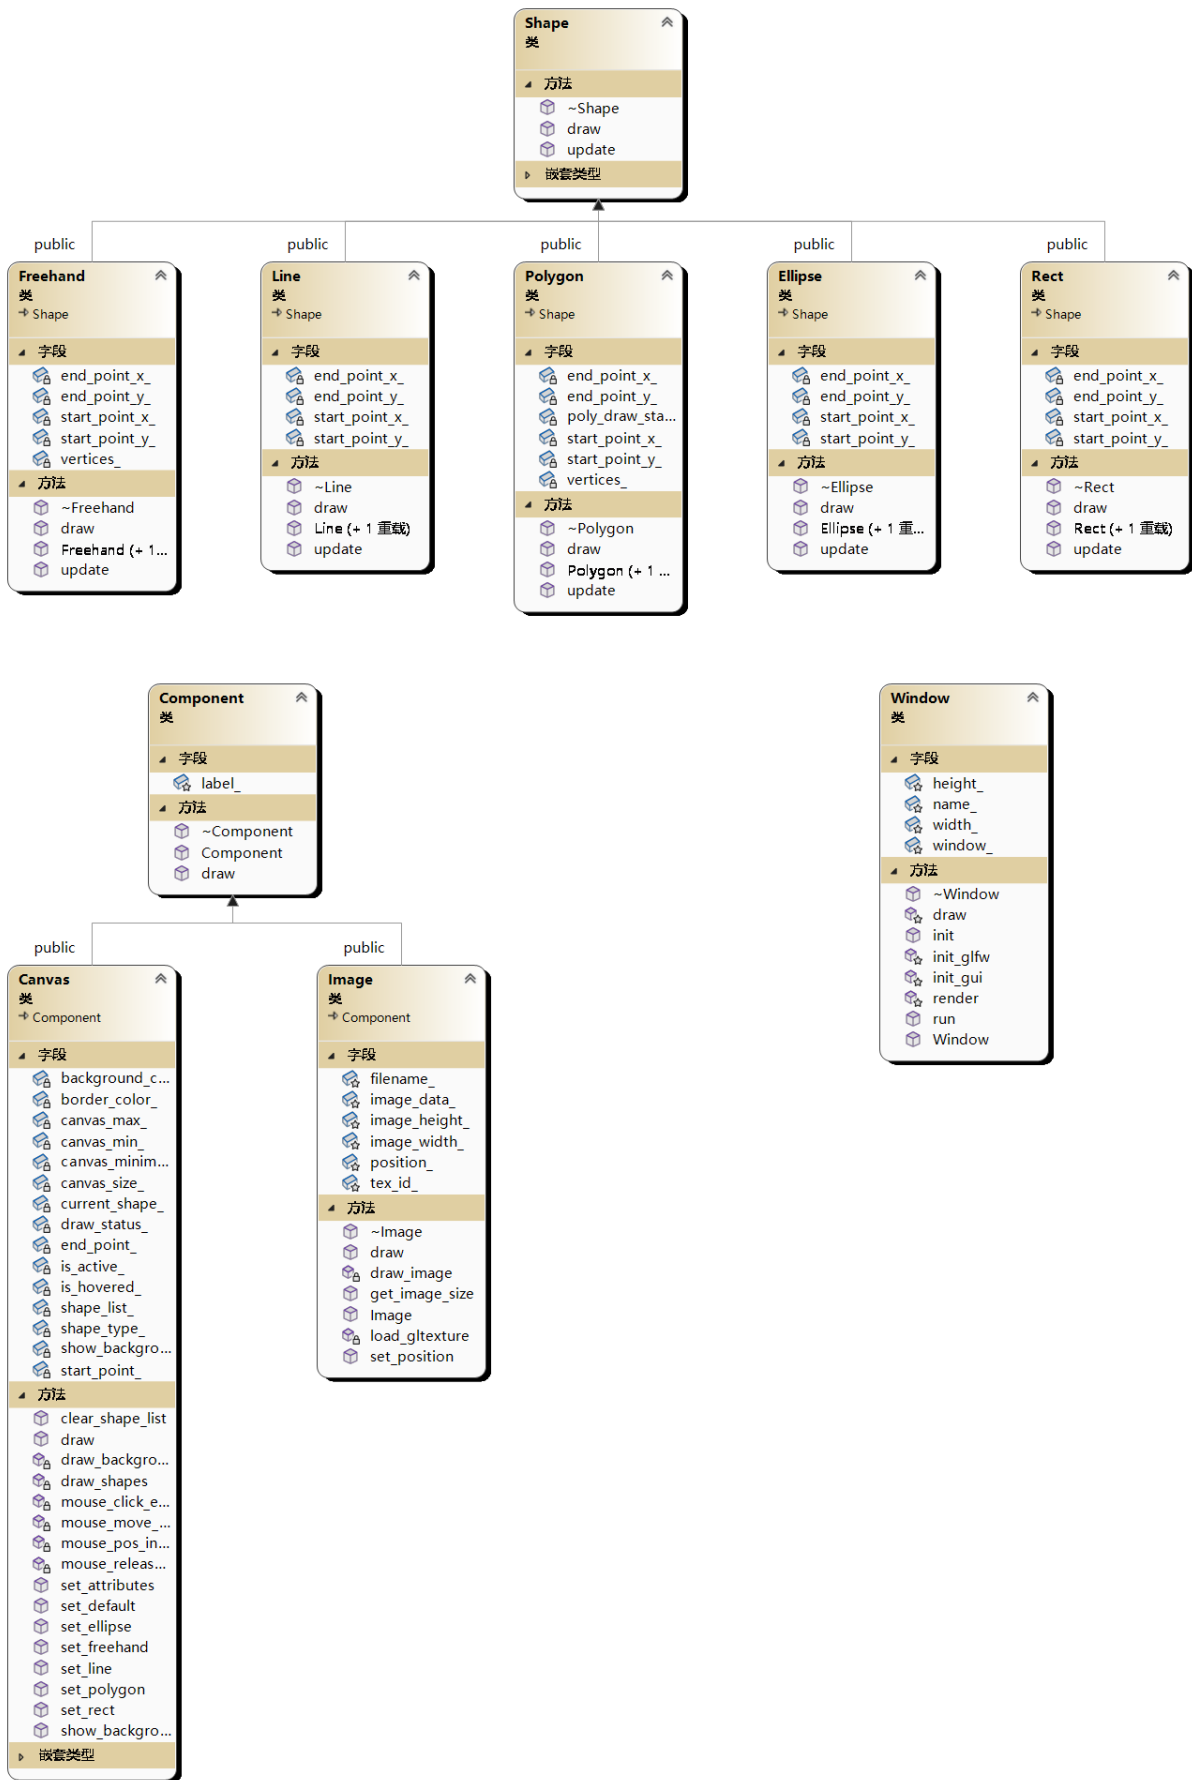 Shape
类
方法
~Shape
draw
update
嵌套类型
public
public
public
public
public
Freehand
类
Shape
字段
end_point_x_
end_point_y_
start_point_x_
start_point_y_
vertices_
方法
~Freehand
draw
Freehand (+ 1...
update
Line
类
Shape
字段
end_point_x_
end_point_y_
start_point_x_
start_point_y_
方法
~Line
draw
Line (+ 1 重载)
update
Polygon
类
Shape
字段
end_point_x_
end_point_y_
poly_draw_sta...
start_point_x_
start_point_y_
vertices_
方法
~Polygon
draw
Polygon (+ 1 ...
update
Ellipse
类
Shape
字段
end_point_x_
end_point_y_
start_point_x_
start_point_y_
方法
~Ellipse
draw
Ellipse (+ 1 重...
update
Rect
类
Shape
字段
end_point_x_
end_point_y_
start_point_x_
start_point_y_
方法
~Rect
draw
Rect (+ 1 重载)
update
Component
类
字段
label_
方法
~Component
Component
draw
Window
类
字段
height_
name_
width_
window_
方法
~Window
draw
init
init_glfw
init_gui
render
run
Window
public
public
Canvas
类
Component
字段
background_c...
border_color_
canvas_max_
canvas_min_
canvas_minim...
canvas_size_
current_shape_
draw_status_
end_point_
is_active_
is_hovered_
shape_list_
shape_type_
show_backgro...
start_point_
方法
clear_shape_list
draw
draw_backgro...
draw_shapes
mouse_click_e...
mouse_move_...
mouse_pos_in...
mouse_releas...
set_attributes
set_default
set_ellipse
set_freehand
set_line
set_polygon
set_rect
show_backgro...
嵌套类型
Image
类
Component
字段
filename_
image_data_
image_height_
image_width_
position_
tex_id_
方法
~Image
draw
draw_image
get_image_size
Image
load_gltexture
set_position